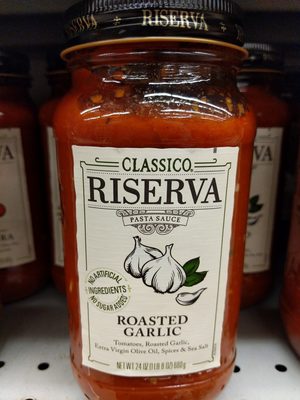 RISERVA
CLASSICO
RISERVA
PASTA SAUCE
NO ARTIFICIAL
INGREDIENTS
NO SUGAR ADDED
ROASTED
GARLIC
Tomatoes, Roasted Garlic,
Extra Virgin Olive Oil, Spices & Sea Salt
NET WT. 24 OZ (1 LB 8 OZ) 680g
VA